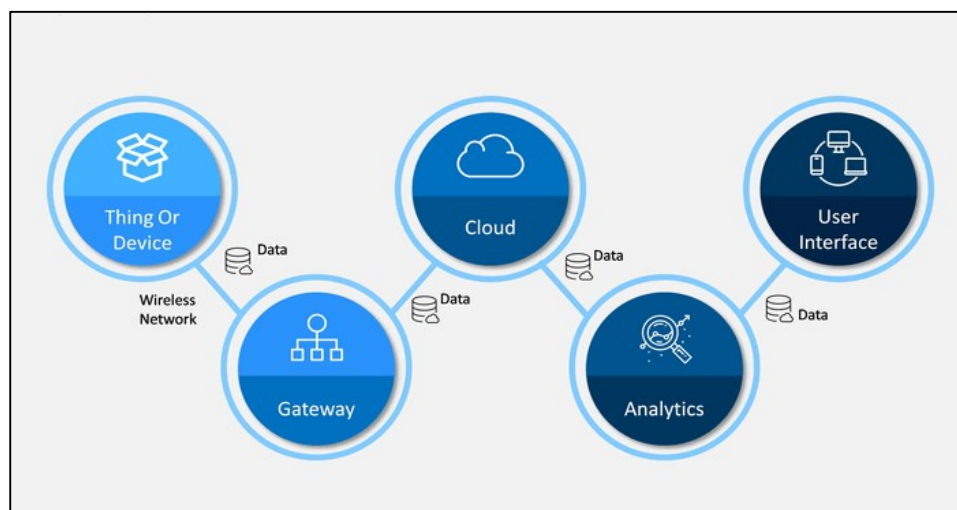 Thing Or
Device
Data
Wireless
Network
Gateway
Data
Cloud
Data
Analytics
Data
User
Interface